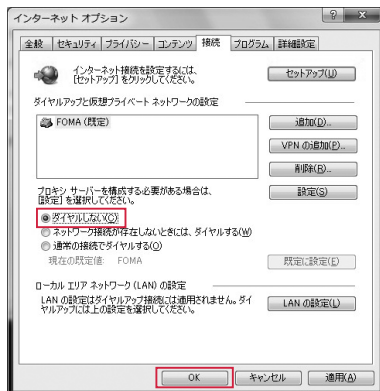 インターネット オプション
全般 セキュリティ プライバシー コンテンツ 接続 プログラム 詳細設定
インターネット接続を設定するには、
[セットアップ] をクリックしてください。
セットアップ(U)
ダイヤルアップと仮想プライベート ネットワークの設定
FOMA (既定)
追加(D)...
VPN の追加(P)...
削除(R)...
プロキシ サーバーを構成する必要がある場合は、
[設定] を選択してください。
設定(S)
ダイヤルしない(C)
ネットワーク接続が存在しないときには、ダイヤルする(W)
通常の接続でダイヤルする(O)
現在の既定値: FOMA
既定に設定(E)
ローカル エリア ネットワーク (LAN) の設定
LAN の設定はダイヤルアップ接続には適用されません。ダイ
ヤルアップには上の設定を選択してください。
LAN の設定(L)
OK キャンセル 適用(A)